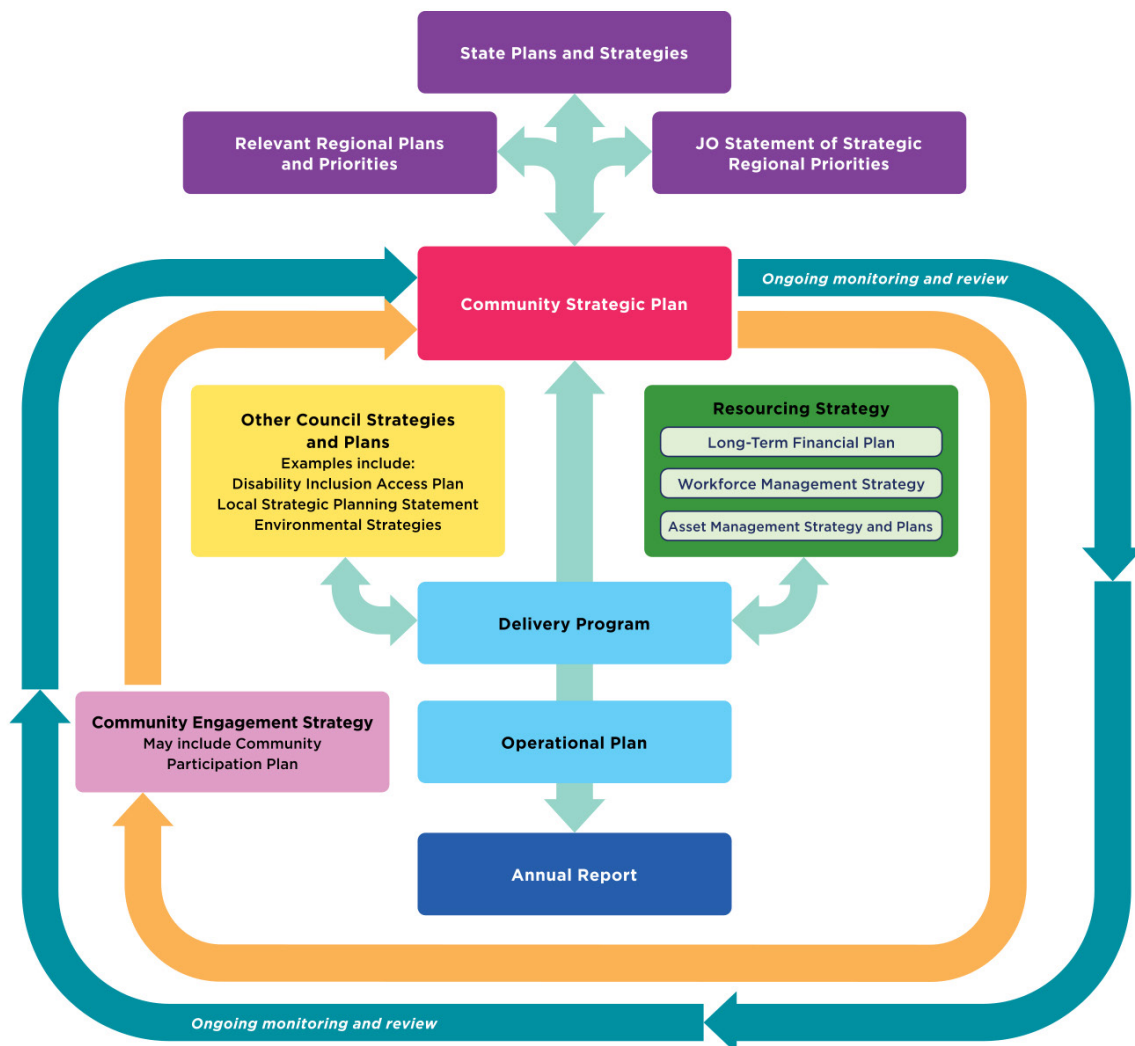 State Plans and Strategies
Relevant Regional Plans
and Priorities
JO Statement of Strategic
Regional Priorities
Community Strategic Plan
Ongoing monitoring and review
Other Council Strategies
and Plans
Examples include:
Disability Inclusion Access Plan
Local Strategic Planning Statement
Environmental Strategies
Resourcing Strategy
Long-Term Financial Plan
Workforce Management Strategy
Asset Management Strategy and Plans
Delivery Program
Community Engagement Strategy
May include Community
Participation Plan
Operational Plan
Annual Report
Ongoing monitoring and review